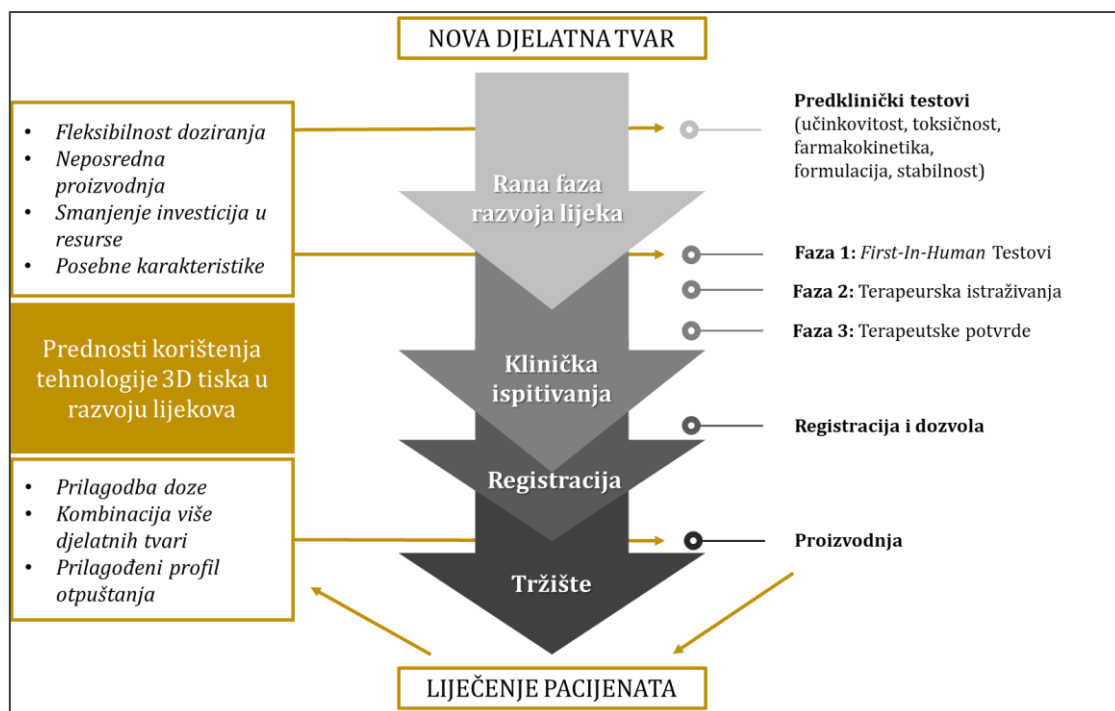 NOVA DJELATNA TVAR
• Fleksibilnost doziranja
• Neposredna
proizvodnja
• Smanjenje investicija u
resurse
• Posebne karakteristike
Prednosti korištenja
tehnologije 3D tiska u
razvoju lijekova
• Prilagodba doze
• Kombinacija više
djelatnih tvari
• Prilagođeni profil
otpuštanja
Rana faza
razvoja lijeka
Klinička
ispitivanja
Registracija
Tržište
Predklinički testovi
(učinkovitost, toksičnost,
farmakokinetika,
formulacija, stabilnost)
Faza 1: First-In-Human Testovi
Faza 2: Terapeurska istraživanja
Faza 3: Terapeutske potvrde
Registracija i dozvola
Proizvodnja
LIJEČENJE PACIJENATA